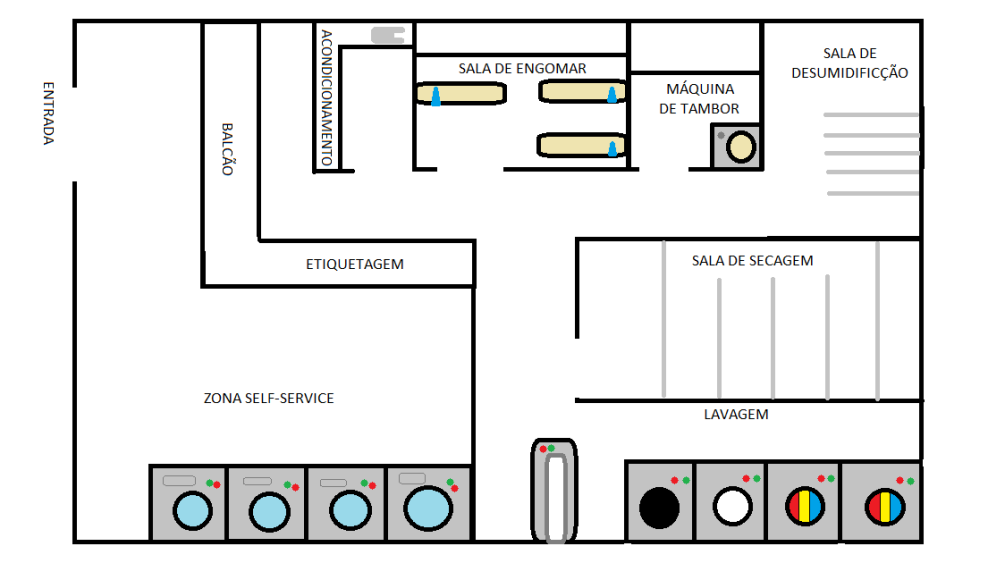 ENTRADA
BALCÃO
ACONDICIONAMENTO
SALA DE ENGOMAR
MÁQUINA
DE TAMBOR
SALA DE
DESUMIDIFICÇÃO
ETIQUETAGEM
SALA DE SECAGEM
ZONA SELF-SERVICE
LAVAGEM